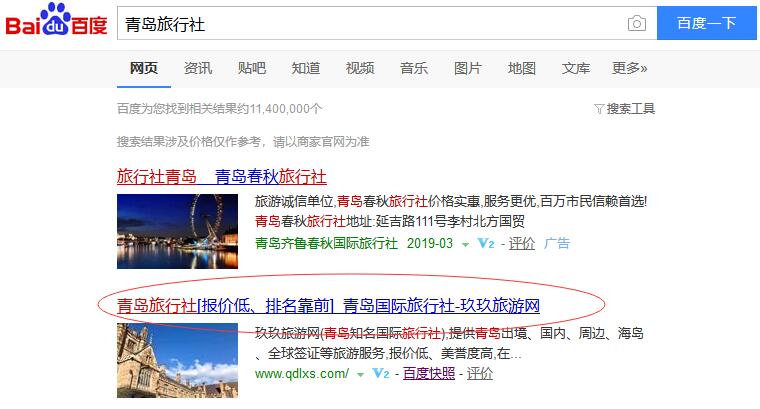 Bai du 百度 青岛旅行社 百度一下
网页 资讯 贴吧 知道 视频 音乐 图片 地图 文库 更多»
百度为您找到相关结果约11,400,000个 搜索工具
搜索结果涉及价格仅作参考，请以商家官网为准
旅行社青岛 青岛春秋旅行社
旅游诚信单位,青岛春秋旅行社价格实惠,服务更优,百万市民信赖首选!
青岛春秋旅行社地址:延吉路111号李村北方国贸
青岛齐鲁春秋国际旅行社 2019-03 V2 - 评价 广告
青岛旅行社[报价低、排名靠前] 青岛国际旅行社-玖玖旅游网
玖玖旅游网(青岛知名国际旅行社),提供青岛出境、国内、周边、海岛
、全球签证等旅游服务,报价低、美誉度高,在...
www.qdlxs.com/ V2 - 百度快照 - 评价